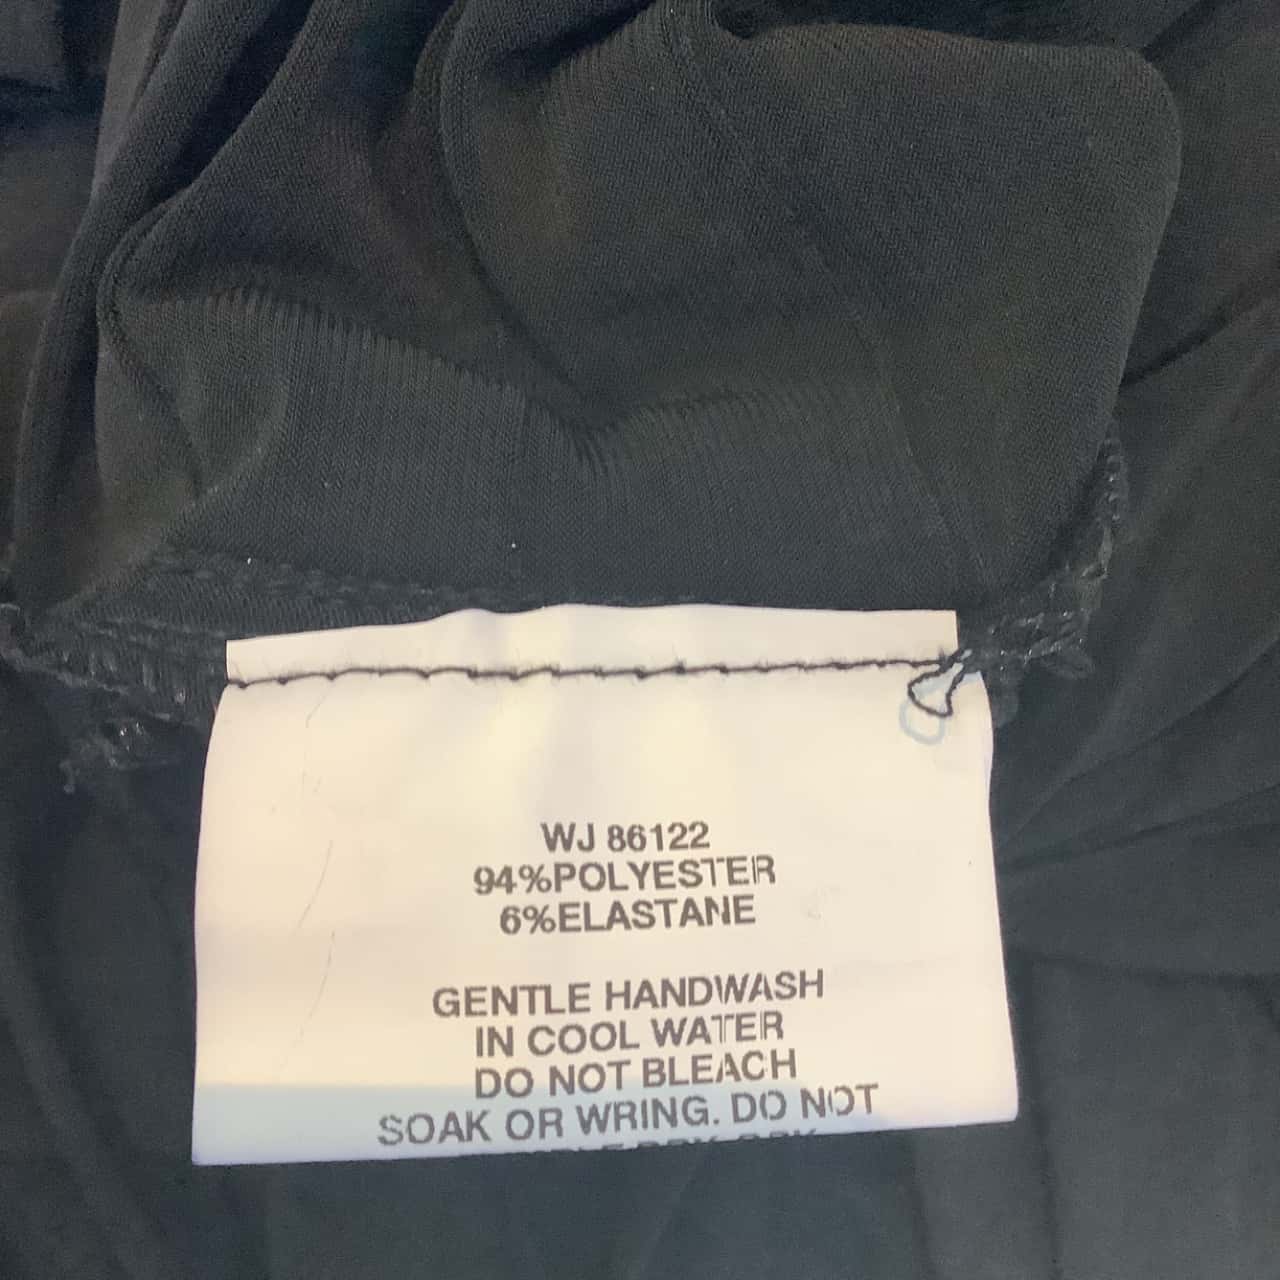 WJ 86122
94%POLYESTER
6%ELASTANE
GENTLE HANDWASH
IN COOL WATER
DO NOT BLEACH
SOAK OR WRING. DO NOT